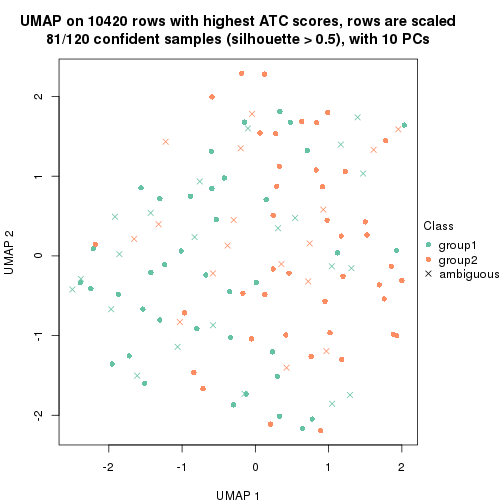 UMAP on 10420 rows with highest ATC scores, rows are scaled
81/120 confident samples (silhouette > 0.5), with 10 PCs
UMAP 2
2
1
0
-1
-2
-2
-1
0
1
2
UMAP 1
Class
group1
group2
ambiguous